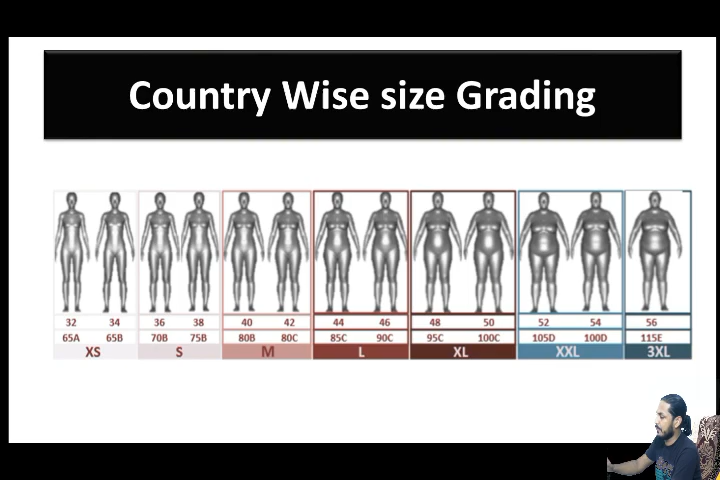 Country Wise size Grading
32 34 36 38 40 42 44 46 48 50 52 54 56
65A 65B 70B 75B 80B 80C 85C 90C 95C 100C 105D 100D 115E
XS S M L XL XXL 3XL